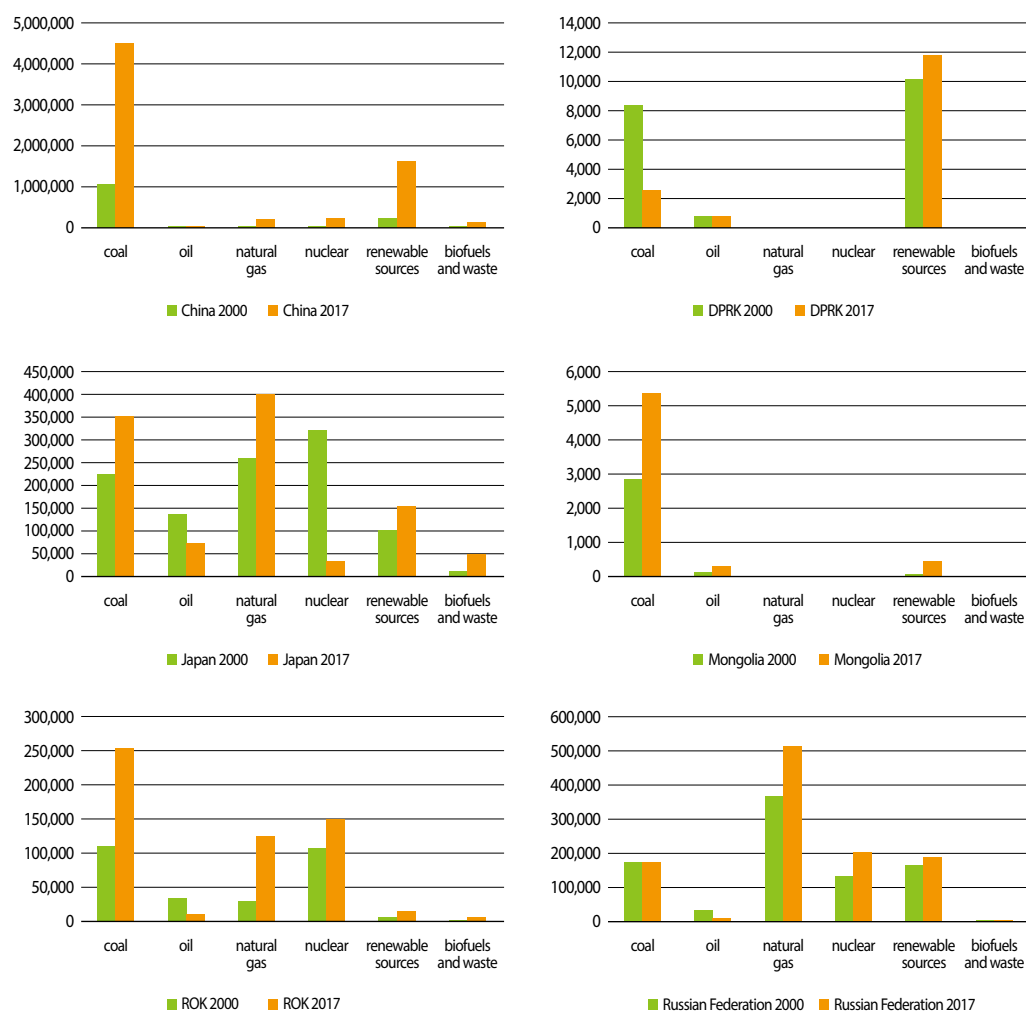 5,000,000
4,000,000
3,000,000
2,000,000
1,000,000
0
coal oil natural nuclear renewable biofuels
gas sources and waste
China 2000 China 2017
14,000
12,000
10,000
8,000
6,000
4,000
2,000
0
coal oil natural nuclear renewable biofuels
gas sources and waste
DPRK 2000 DPRK 2017
450,000
400,000
350,000
300,000
250,000
200,000
150,000
100,000
50,000
0
coal oil natural nuclear renewable biofuels
gas sources and waste
Japan 2000 Japan 2017
6,000
5,000
4,000
3,000
2,000
1,000
0
coal oil natural nuclear renewable biofuels
gas sources and waste
Mongolia 2000 Mongolia 2017
300,000
250,000
200,000
150,000
100,000
50,000
0
coal oil natural nuclear renewable biofuels
gas sources and waste
ROK 2000 ROK 2017
600,000
500,000
400,000
300,000
200,000
100,000
0
coal oil natural nuclear renewable biofuels
gas sources and waste
Russian Federation 2000 Russian Federation 2017